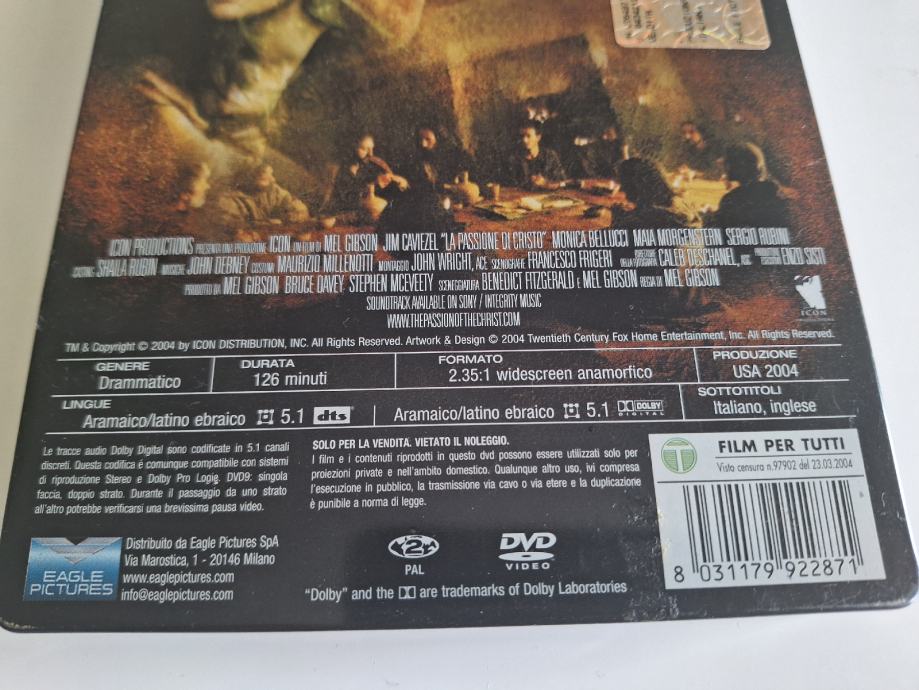 ICON PRODUCTIONS PRESENTA UNA PRODUZIONE ICON UN FILM DI MEL GIBSON JIM CAVIEZEL "LA PASSIONE DI CRISTO" MONICA BELLUCCI MAIA MORGENSTERN SERGIO RUBINI
CASTING SHAILA RUBIN MUSICHE JOHN DEBNEY COSTUMI MAURIZIO MILLENOTTI MONTAGGIO JOHN WRIGHT, ACE SCENOGRAFIE FRANCESCO FRIGERI DIRETTORE DELLA FOTOGRAFIA CALEB DESCHANEL, ASC ENZO SISTI
PRODOTTO DA MEL GIBSON BRUCE DAVEY STEPHEN MCEVEETY SCENEGGIATURA BENEDICT FITZGERALD E MEL GIBSON REGIA DI MEL GIBSON
SOUNDTRACK AVAILABLE ON SONY / INTEGRITY MUSIC
WWW.THEPASSIONOFTHECHRIST.COM
ICON
TM & Copyright © 2004 by ICON DISTRIBUTION, INC. All Rights Reserved. Artwork & Design © 2004 Twentieth Century Fox Home Entertainment, Inc. All Rights Reserved.
GENERE
Drammatico
DURATA
126 minuti
FORMATO
2.35:1 widescreen anamorfico
PRODUZIONE
USA 2004
LINGUE
Aramaico/latino ebraico 5.1 dts
Aramaico/latino ebraico 5.1 DOLBY DIGITAL
SOTTOTITOLI
Italiano, inglese
Le tracce audio Dolby Digital sono codificate in 5.1 canali
discreti. Questa codifica è comunque compatibile con sistemi
di riproduzione Stereo e Dolby Pro Logig. DVD9: singola
faccia, doppio strato. Durante il passaggio da uno strato
all'altro potrebbe verificarsi una brevissima pausa video.
SOLO PER LA VENDITA. VIETATO IL NOLEGGIO.
I film e i contenuti riprodotti in questo dvd possono essere utilizzati solo per
proiezioni private e nell'ambito domestico. Qualunque altro uso, ivi compresa
l'esecuzione in pubblico, la trasmissione via cavo o via etere e la duplicazione
è punibile a norma di legge.
T FILM PER TUTTI
Visto censura n.97902 del 23.03.2004
8 031179 922871
EAGLE
PICTURES
Distribuito da Eagle Pictures SpA
Via Marostica, 1 - 20146 Milano
www.eaglepictures.com
info@eaglepictures.com
2
PAL
DVD
VIDEO
"Dolby" and the DD are trademarks of Dolby Laboratories